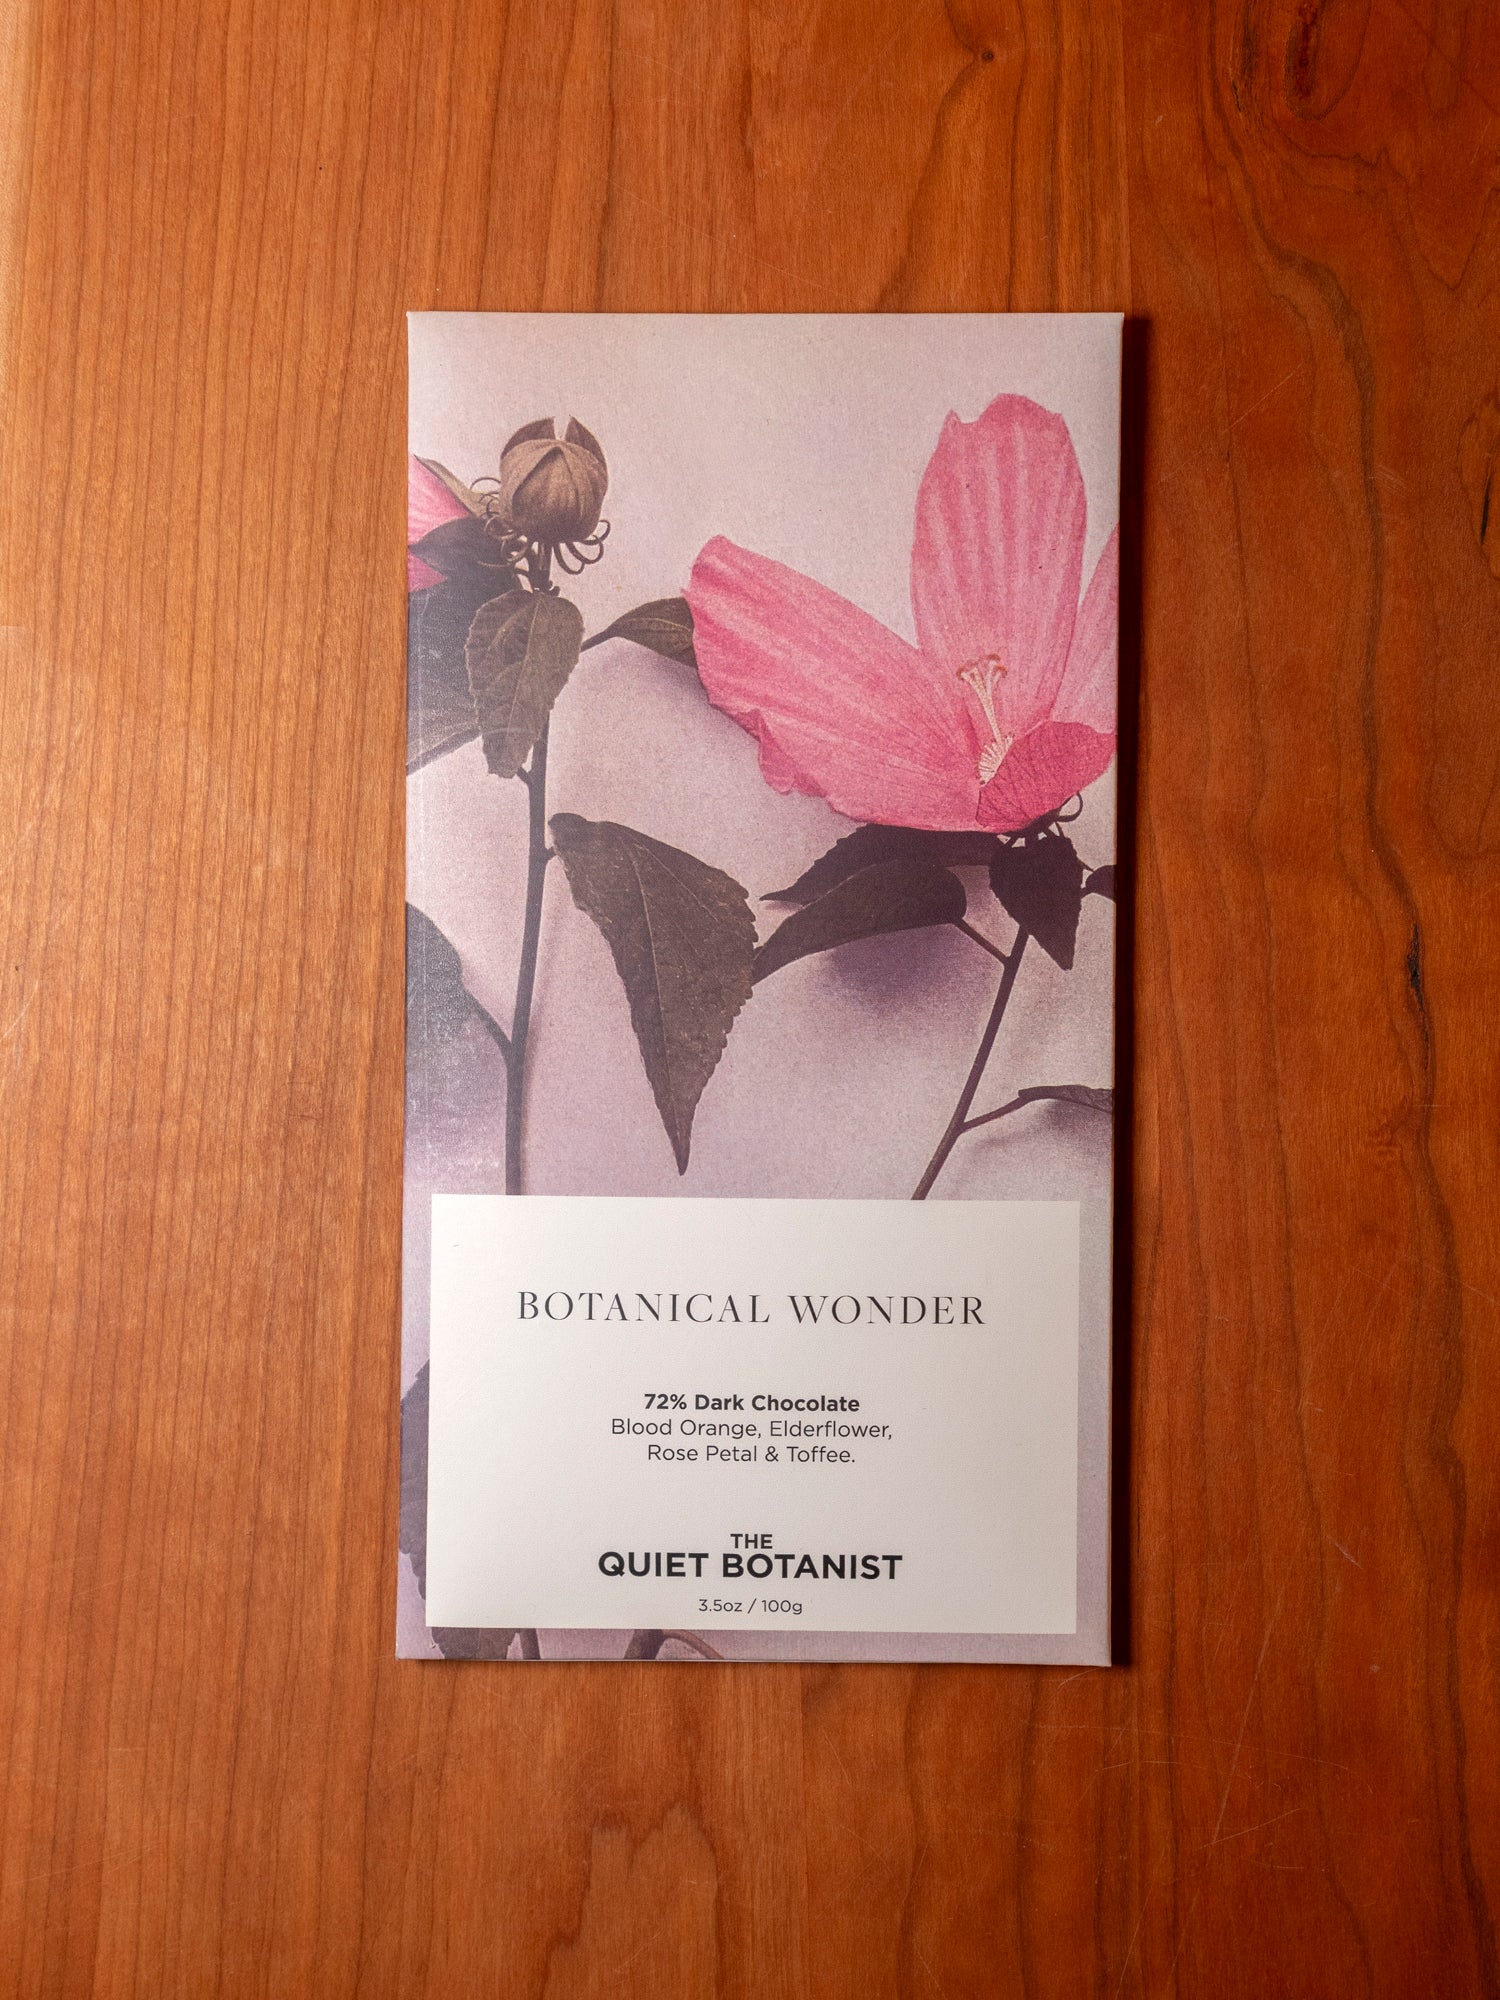 BOTANICAL WONDER
72% Dark Chocolate
Blood Orange, Elderflower,
Rose Petal & Toffee.
THE
QUIET BOTANIST
3.5oz / 100g